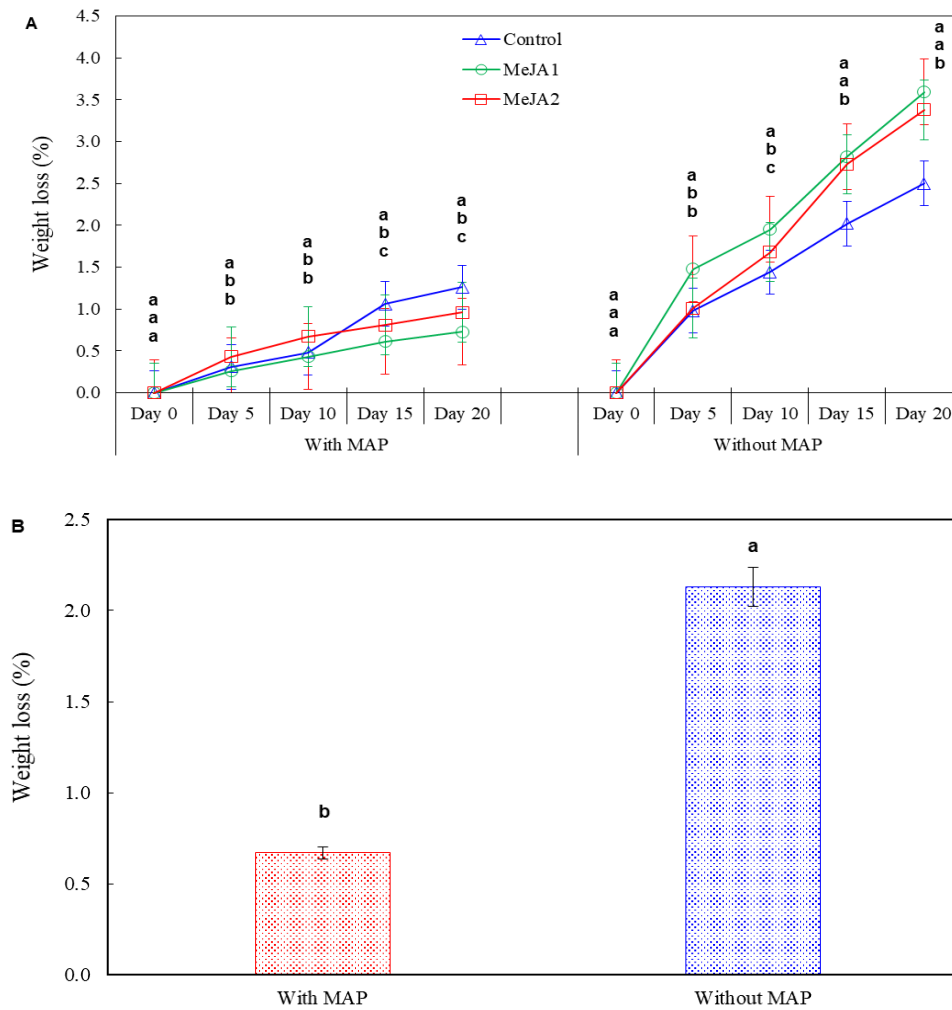 A
4.5
4.0
3.5
3.0
2.5
2.0
1.5
1.0
0.5
0.0
Weight loss (%)
Control
MeJA1
MeJA2
a
a
a
a
b
b
a
b
b
a
b
c
a
b
c
a
a
a
a
b
b
a
b
c
a
a
b
a
a
b
Day 0 Day 5 Day 10 Day 15 Day 20 Day 0 Day 5 Day 10 Day 15 Day 20
With MAP Without MAP
B
2.5
2.0
1.5
1.0
0.5
0.0
Weight loss (%)
b
a
With MAP Without MAP